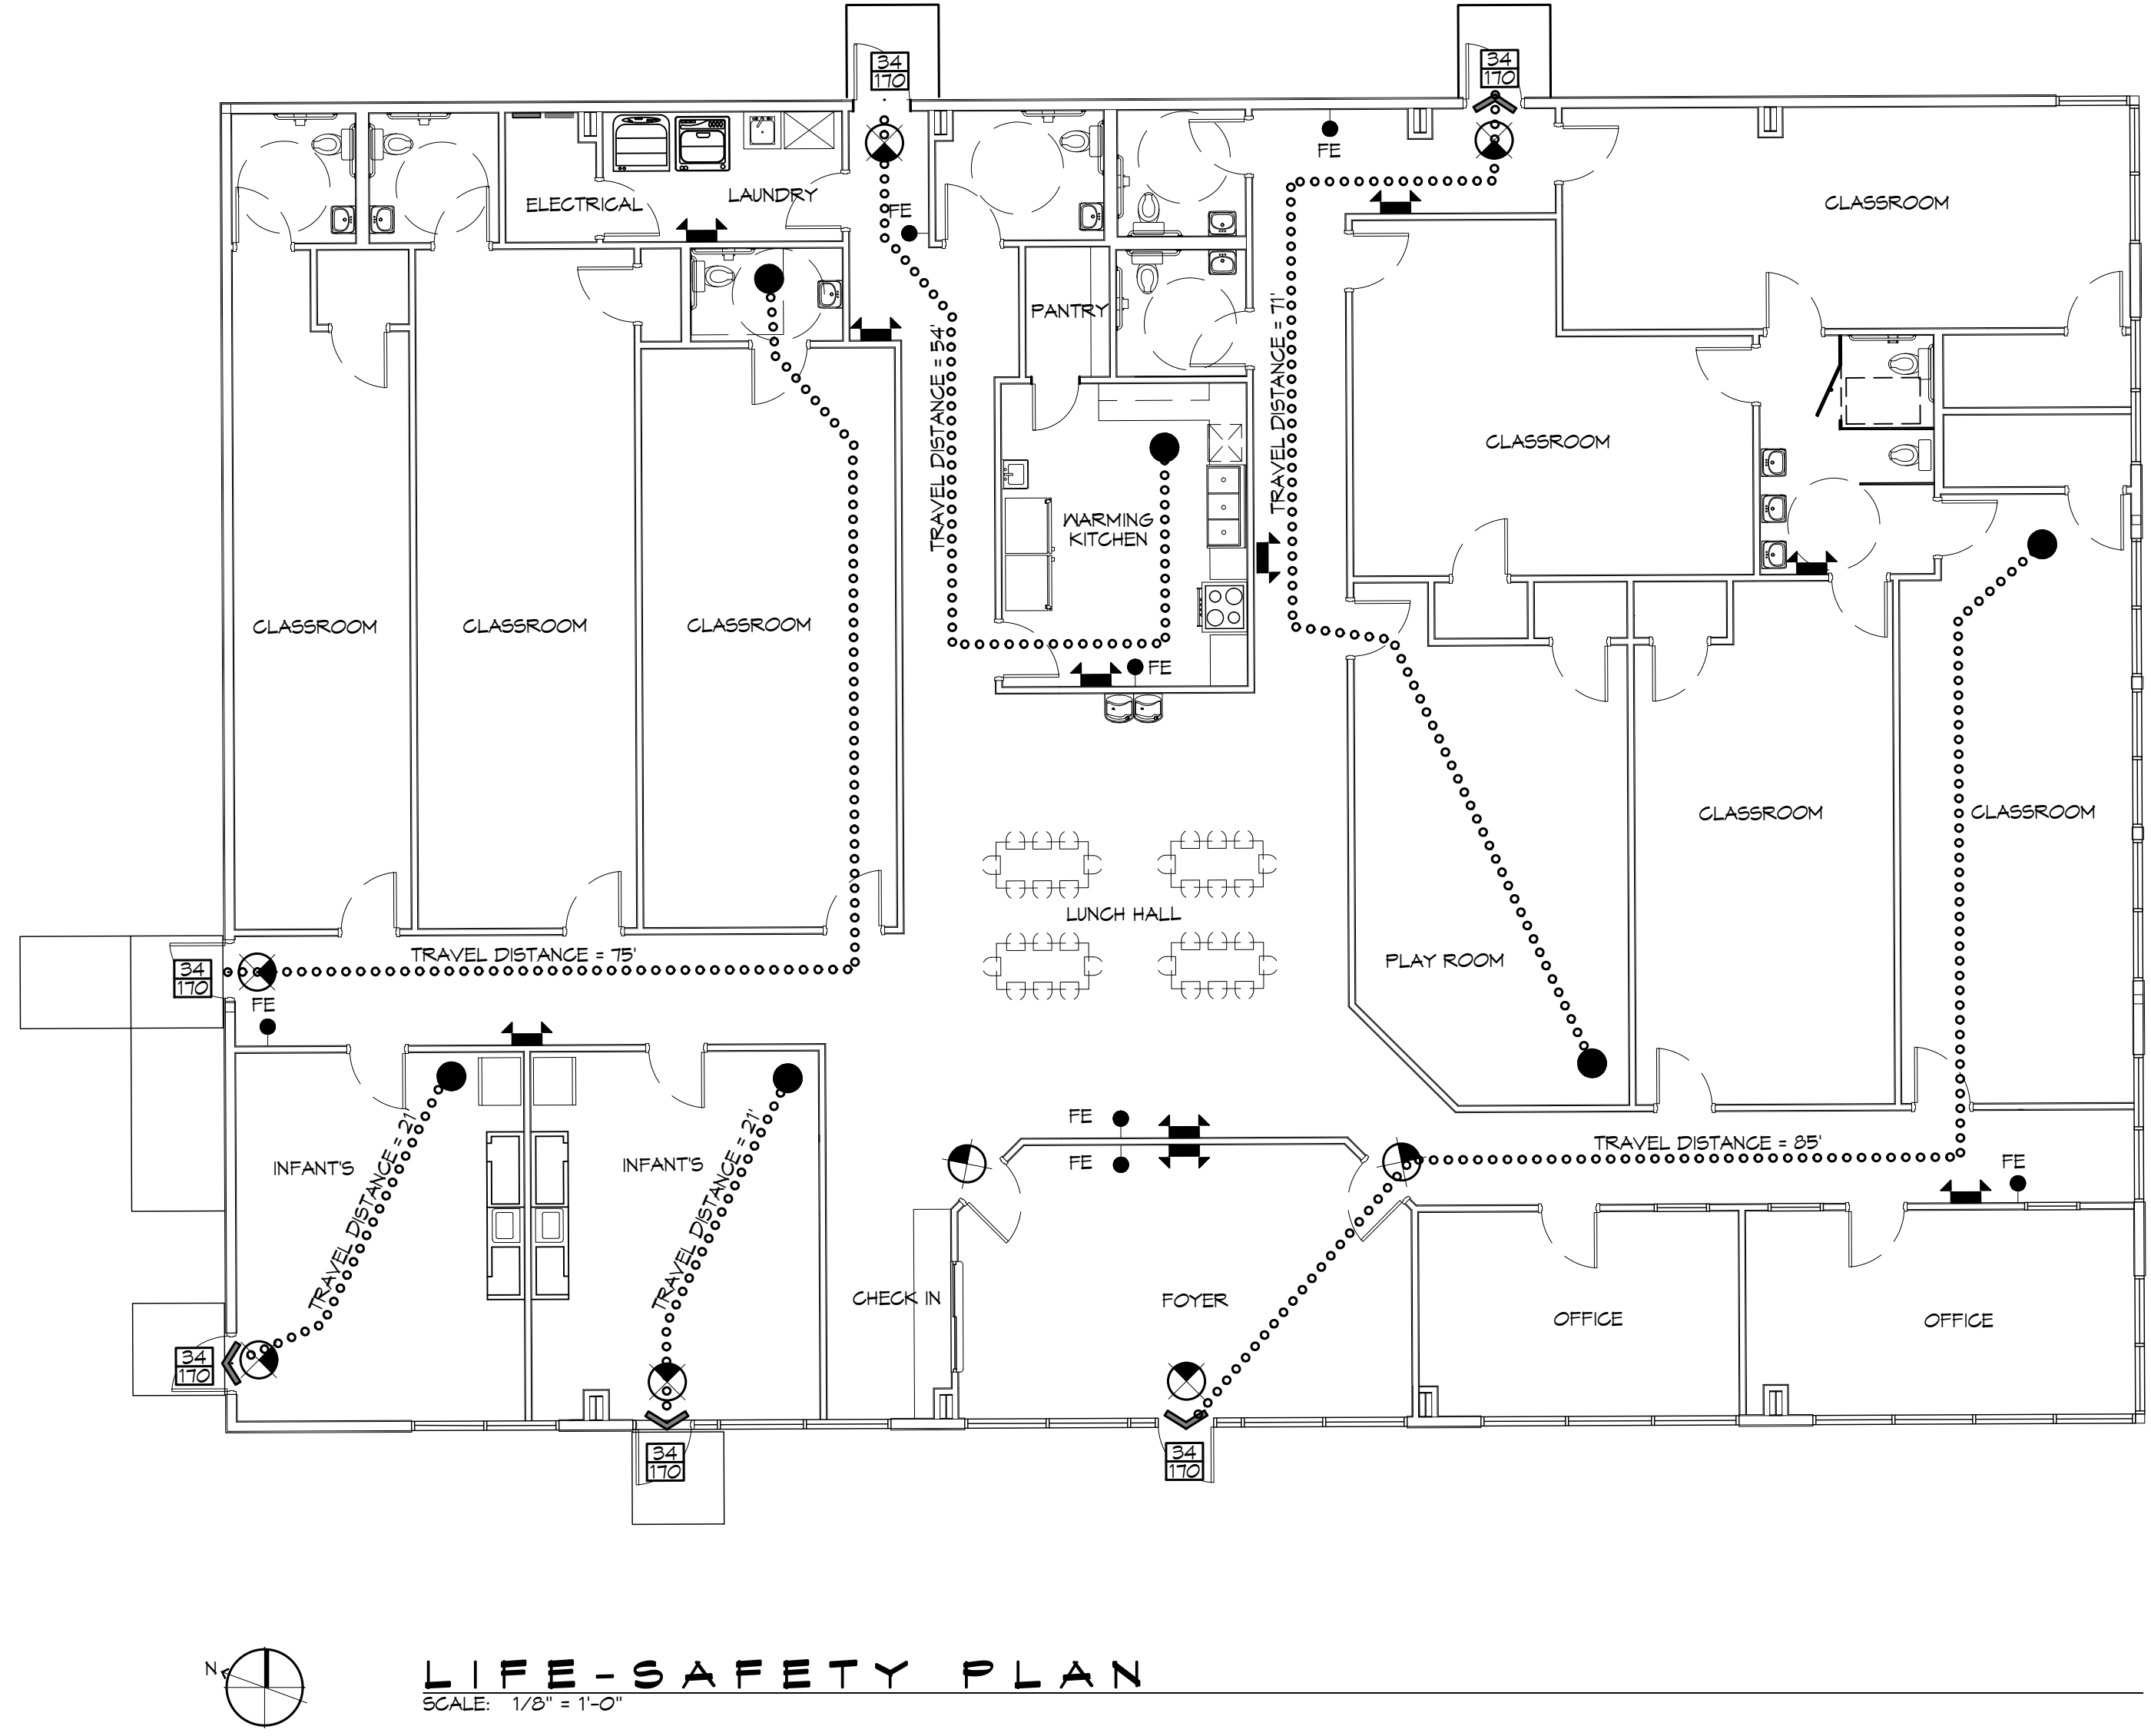 34
170
34
170
ELECTRICAL
LAUNDRY
FE
FE
CLASSROOM
PANTRY
TRAVEL DISTANCE = 54'
TRAVEL DISTANCE = 71'
CLASSROOM
WARMING
KITCHEN
CLASSROOM
CLASSROOM
CLASSROOM
FE
CLASSROOM
CLASSROOM
LUNCH HALL
TRAVEL DISTANCE = 75'
PLAY ROOM
34
170
FE
FE
FE
TRAVEL DISTANCE = 85'
FE
INFANT'S
TRAVEL DISTANCE = 21'
INFANT'S
TRAVEL DISTANCE = 21'
CHECK IN
FOYER
OFFICE
OFFICE
34
170
34
170
34
170
N
LIFE-SAFETY PLAN
SCALE: 1/8" = 1'-0"